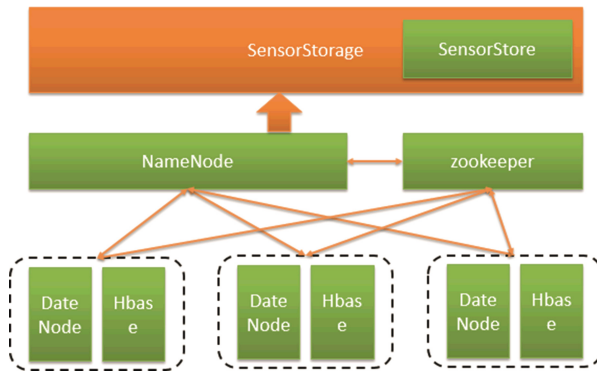 SensorStorage
SensorStore
NameNode
zookeeper
Date
Node
Hbas
e
Date
Node
Hbas
e
Date
Node
Hbas
e